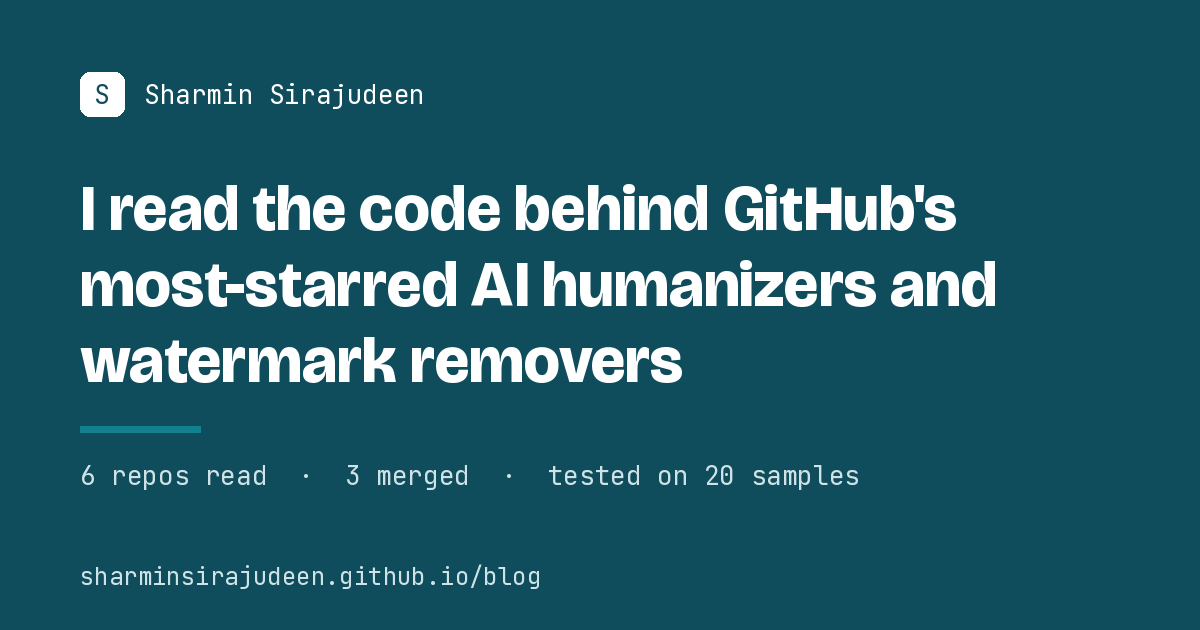 S Sharmin Sirajudeen
I read the code behind GitHub's
most-starred AI humanizers and
watermark removers
6 repos read · 3 merged · tested on 20 samples
sharminsirajudeen.github.io/blog